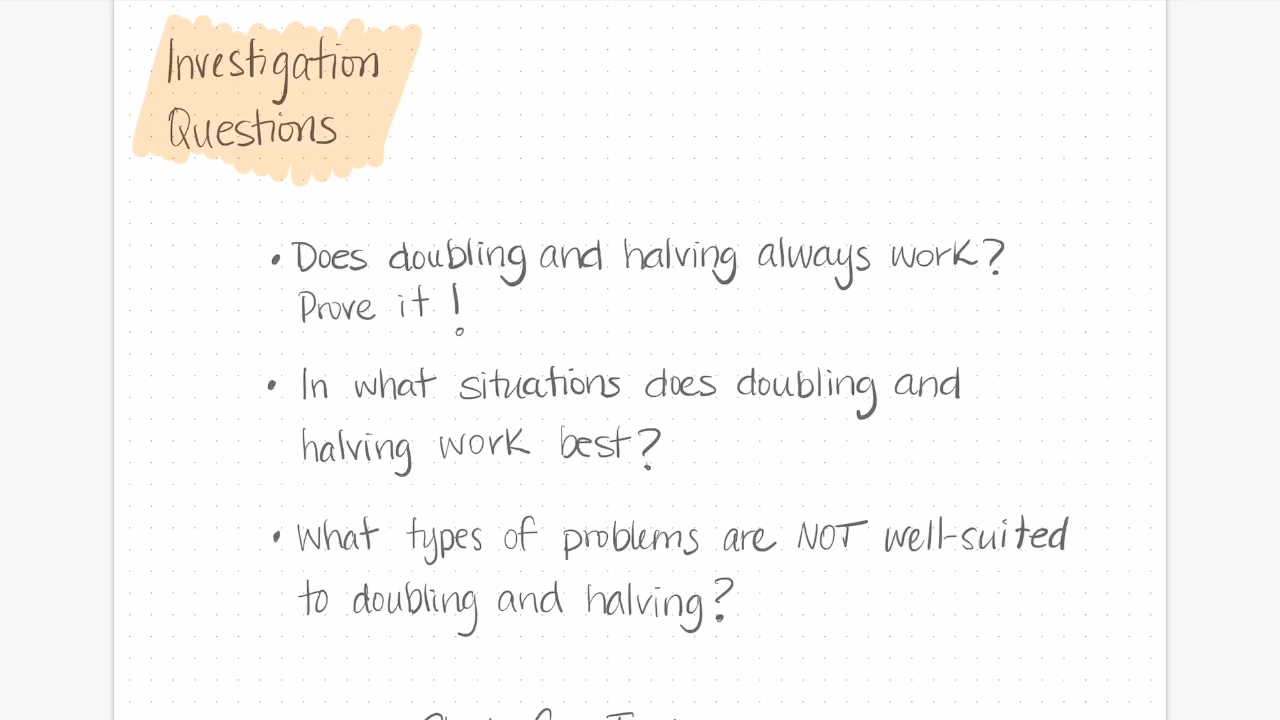 Investigation
Questions
• Does doubling and halving always work?
Prove it!
• In what situations does doubling and
halving work best?
• What types of problems are NOT well-suited
to doubling and halving?